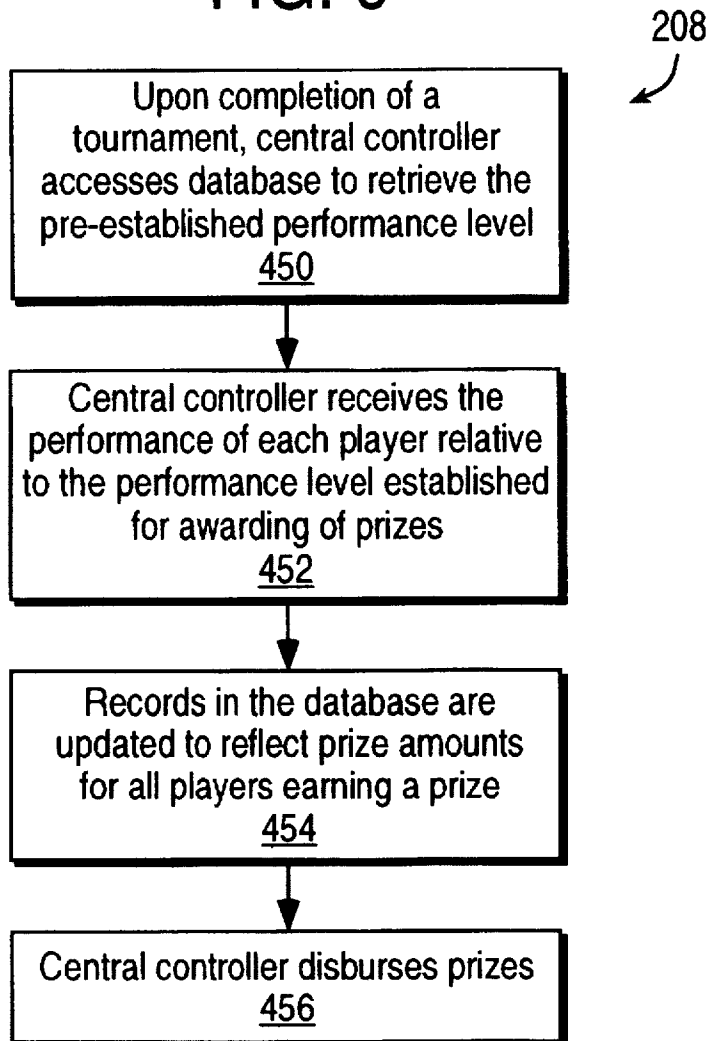 208
Upon completion of a
tournament, central controller
accesses database to retrieve the
pre-established performance level
450
Central controller receives the
performance of each player relative
to the performance level established
for awarding of prizes
452
Records in the database are
updated to reflect prize amounts
for all players earning a prize
454
Central controller disburses prizes
456